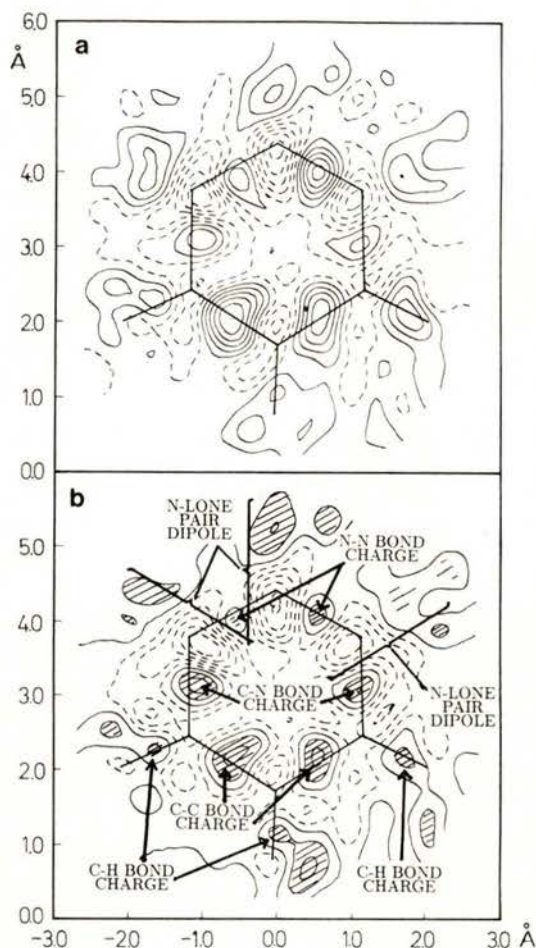 6.0
a
Å
5.0
4.0
3.0
2.0
1.0
0.0
b
N-LONE
PAIR
DIPOLE
5.0
N-N BOND
CHARGE
4.0
3.0
C-N BOND
CHARGE
N-LONE
PAIR
DIPOLE
2.0
C-C BOND
CHARGE
1.0
C-H BOND
CHARGE
C-H BOND
CHARGE
0.0
-3.0 -2.0 -1.0 0.0 1.0 2.0 Å 3.0